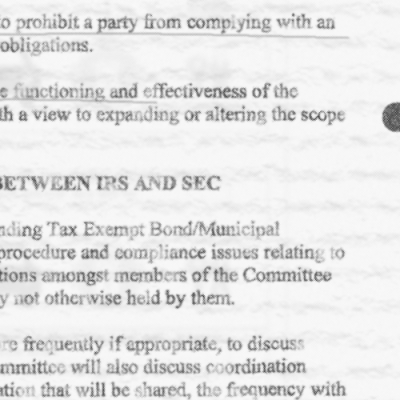 to prohibit a party from complying with an
obligations.
e functioning and effectiveness of the
th a view to expanding or altering the scope
BETWEEN IRS AND SEC
nding Tax Exempt Bond/Municipal
procedure and compliance issues relating to
tions amongst members of the Committee
y not otherwise held by them.
re frequently if appropriate, to discuss
mmittee will also discuss coordination
ation that will be shared, the frequency with